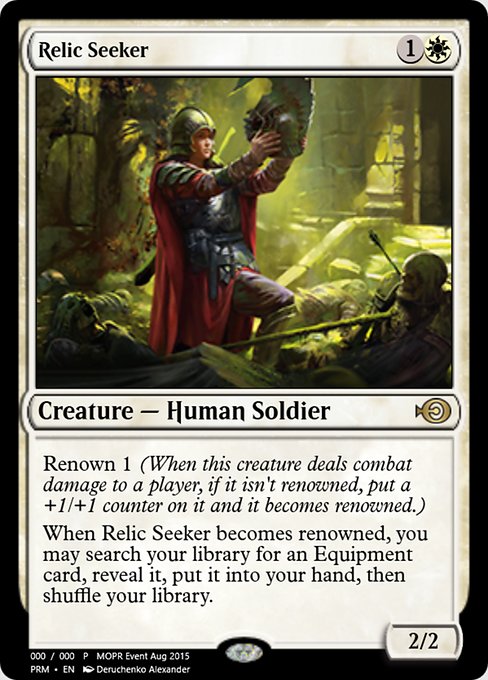 Relic Seeker 1
Creature — Human Soldier
Renown 1 (When this creature deals combat
damage to a player, if it isn't renowned, put a
+1/+1 counter on it and it becomes renowned.)
When Relic Seeker becomes renowned, you
may search your library for an Equipment
card, reveal it, put it into your hand, then
shuffle your library.
2/2
000 / 000 P MOPR Event Aug 2015
PRM • EN Deruchenko Alexander